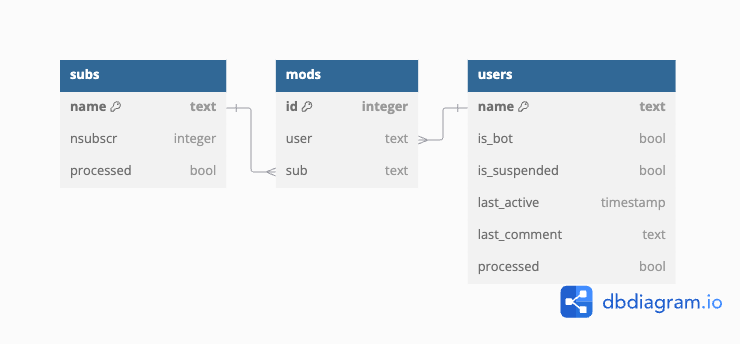 subs
name text
nsubscr integer
processed bool
mods
id integer
user text
sub text
users
name text
is_bot bool
is_suspended bool
last_active timestamp
last_comment text
processed bool
dbdiagram.io